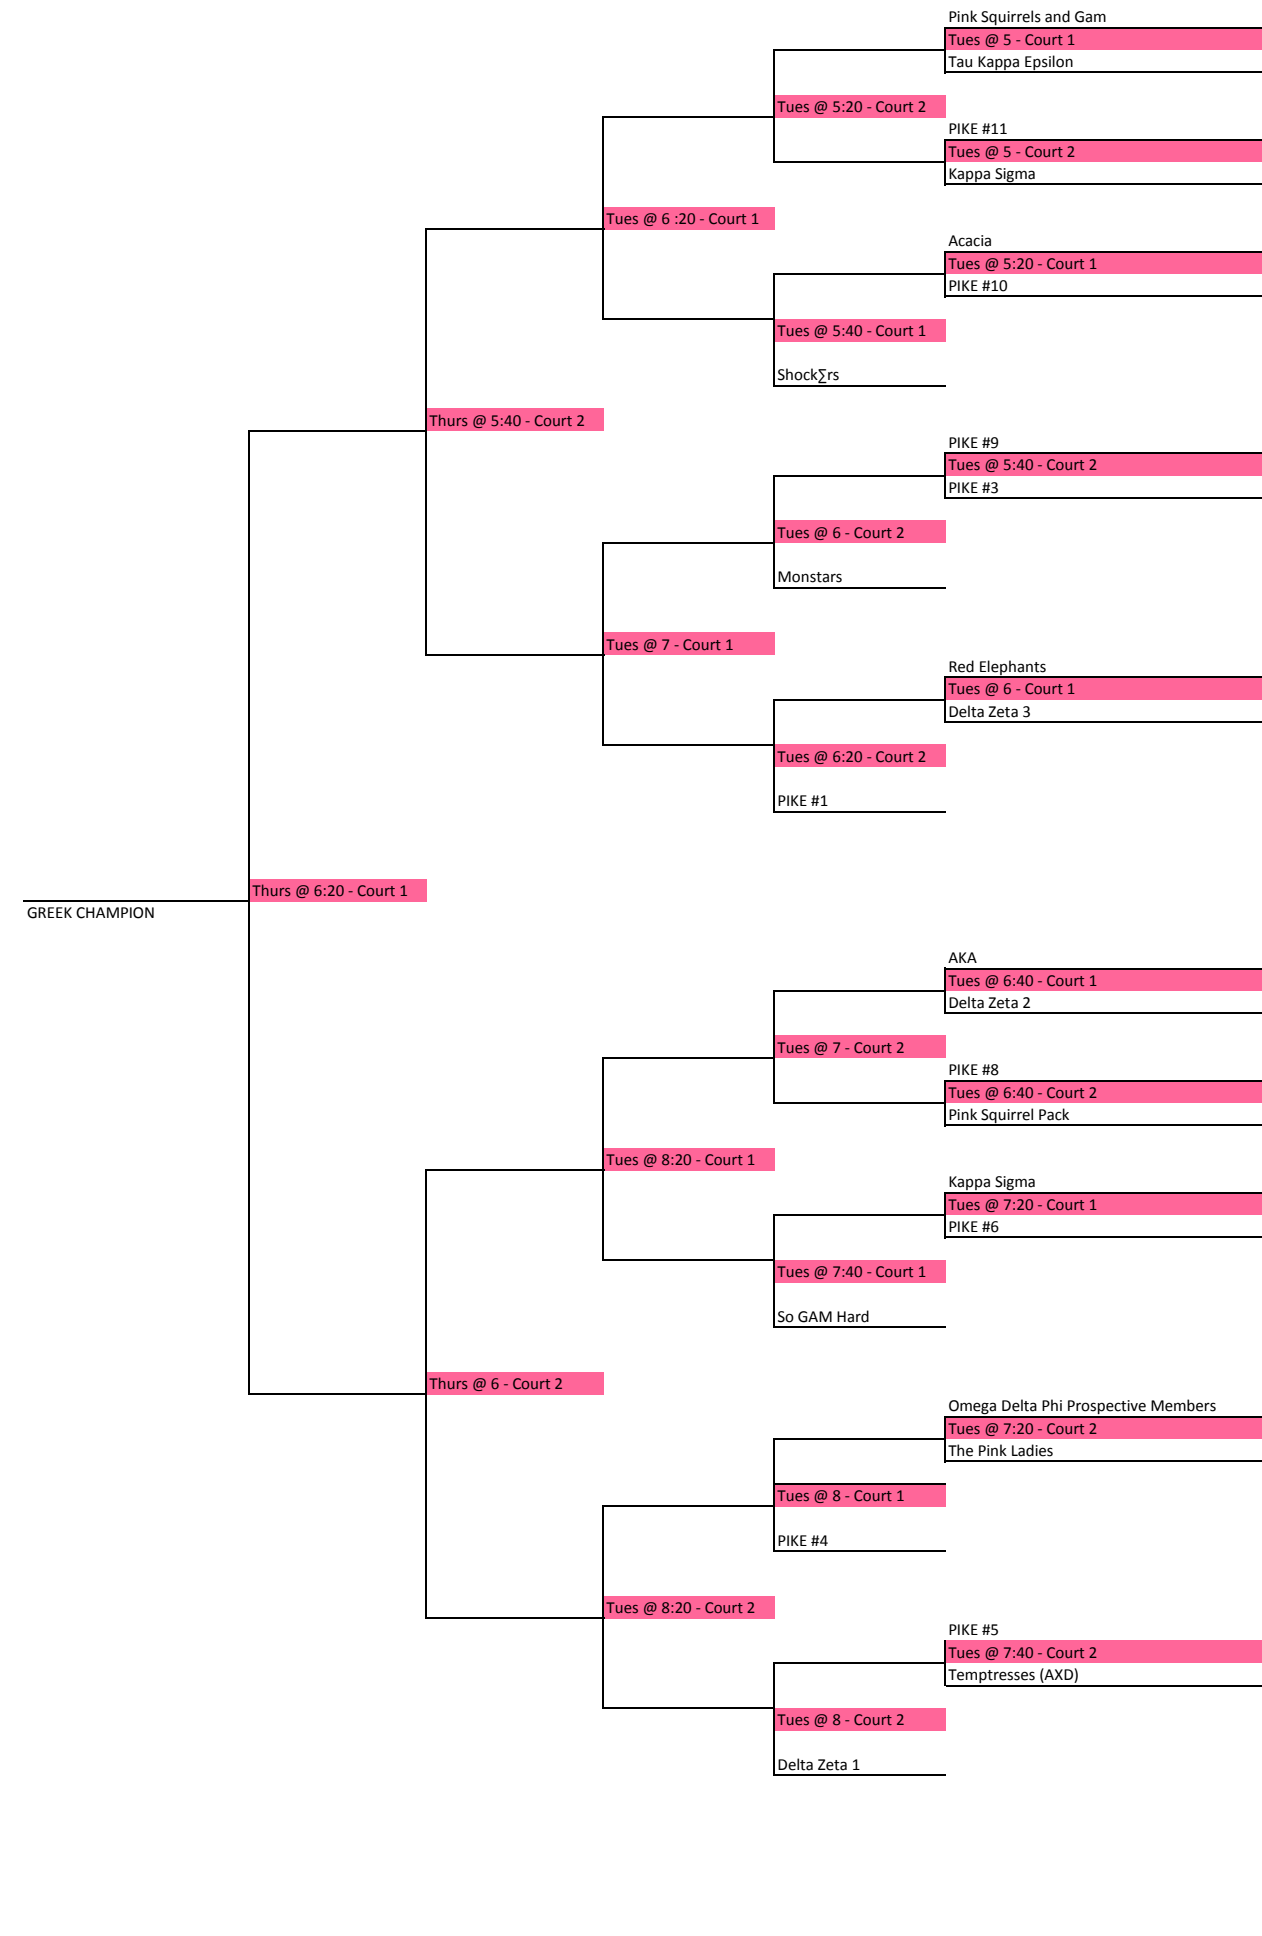 Pink Squirrels and Gam
Tues @ 5 - Court 1
Tau Kappa Epsilon
Tues @ 5:20 - Court 2
PIKE #11
Tues @ 5 - Court 2
Kappa Sigma
Tues @ 6 :20 - Court 1
Acacia
Tues @ 5:20 - Court 1
PIKE #10
Tues @ 5:40 - Court 1
Shock∑rs
Thurs @ 5:40 - Court 2
PIKE #9
Tues @ 5:40 - Court 2
PIKE #3
Tues @ 6 - Court 2
Monstars
Tues @ 7 - Court 1
Red Elephants
Tues @ 6 - Court 1
Delta Zeta 3
Tues @ 6:20 - Court 2
PIKE #1
Thurs @ 6:20 - Court 1
GREEK CHAMPION
AKA
Tues @ 6:40 - Court 1
Delta Zeta 2
Tues @ 7 - Court 2
PIKE #8
Tues @ 6:40 - Court 2
Pink Squirrel Pack
Tues @ 8:20 - Court 1
Kappa Sigma
Tues @ 7:20 - Court 1
PIKE #6
Tues @ 7:40 - Court 1
So GAM Hard
Thurs @ 6 - Court 2
Omega Delta Phi Prospective Members
Tues @ 7:20 - Court 2
The Pink Ladies
Tues @ 8 - Court 1
PIKE #4
Tues @ 8:20 - Court 2
PIKE #5
Tues @ 7:40 - Court 2
Temptresses (AXD)
Tues @ 8 - Court 2
Delta Zeta 1